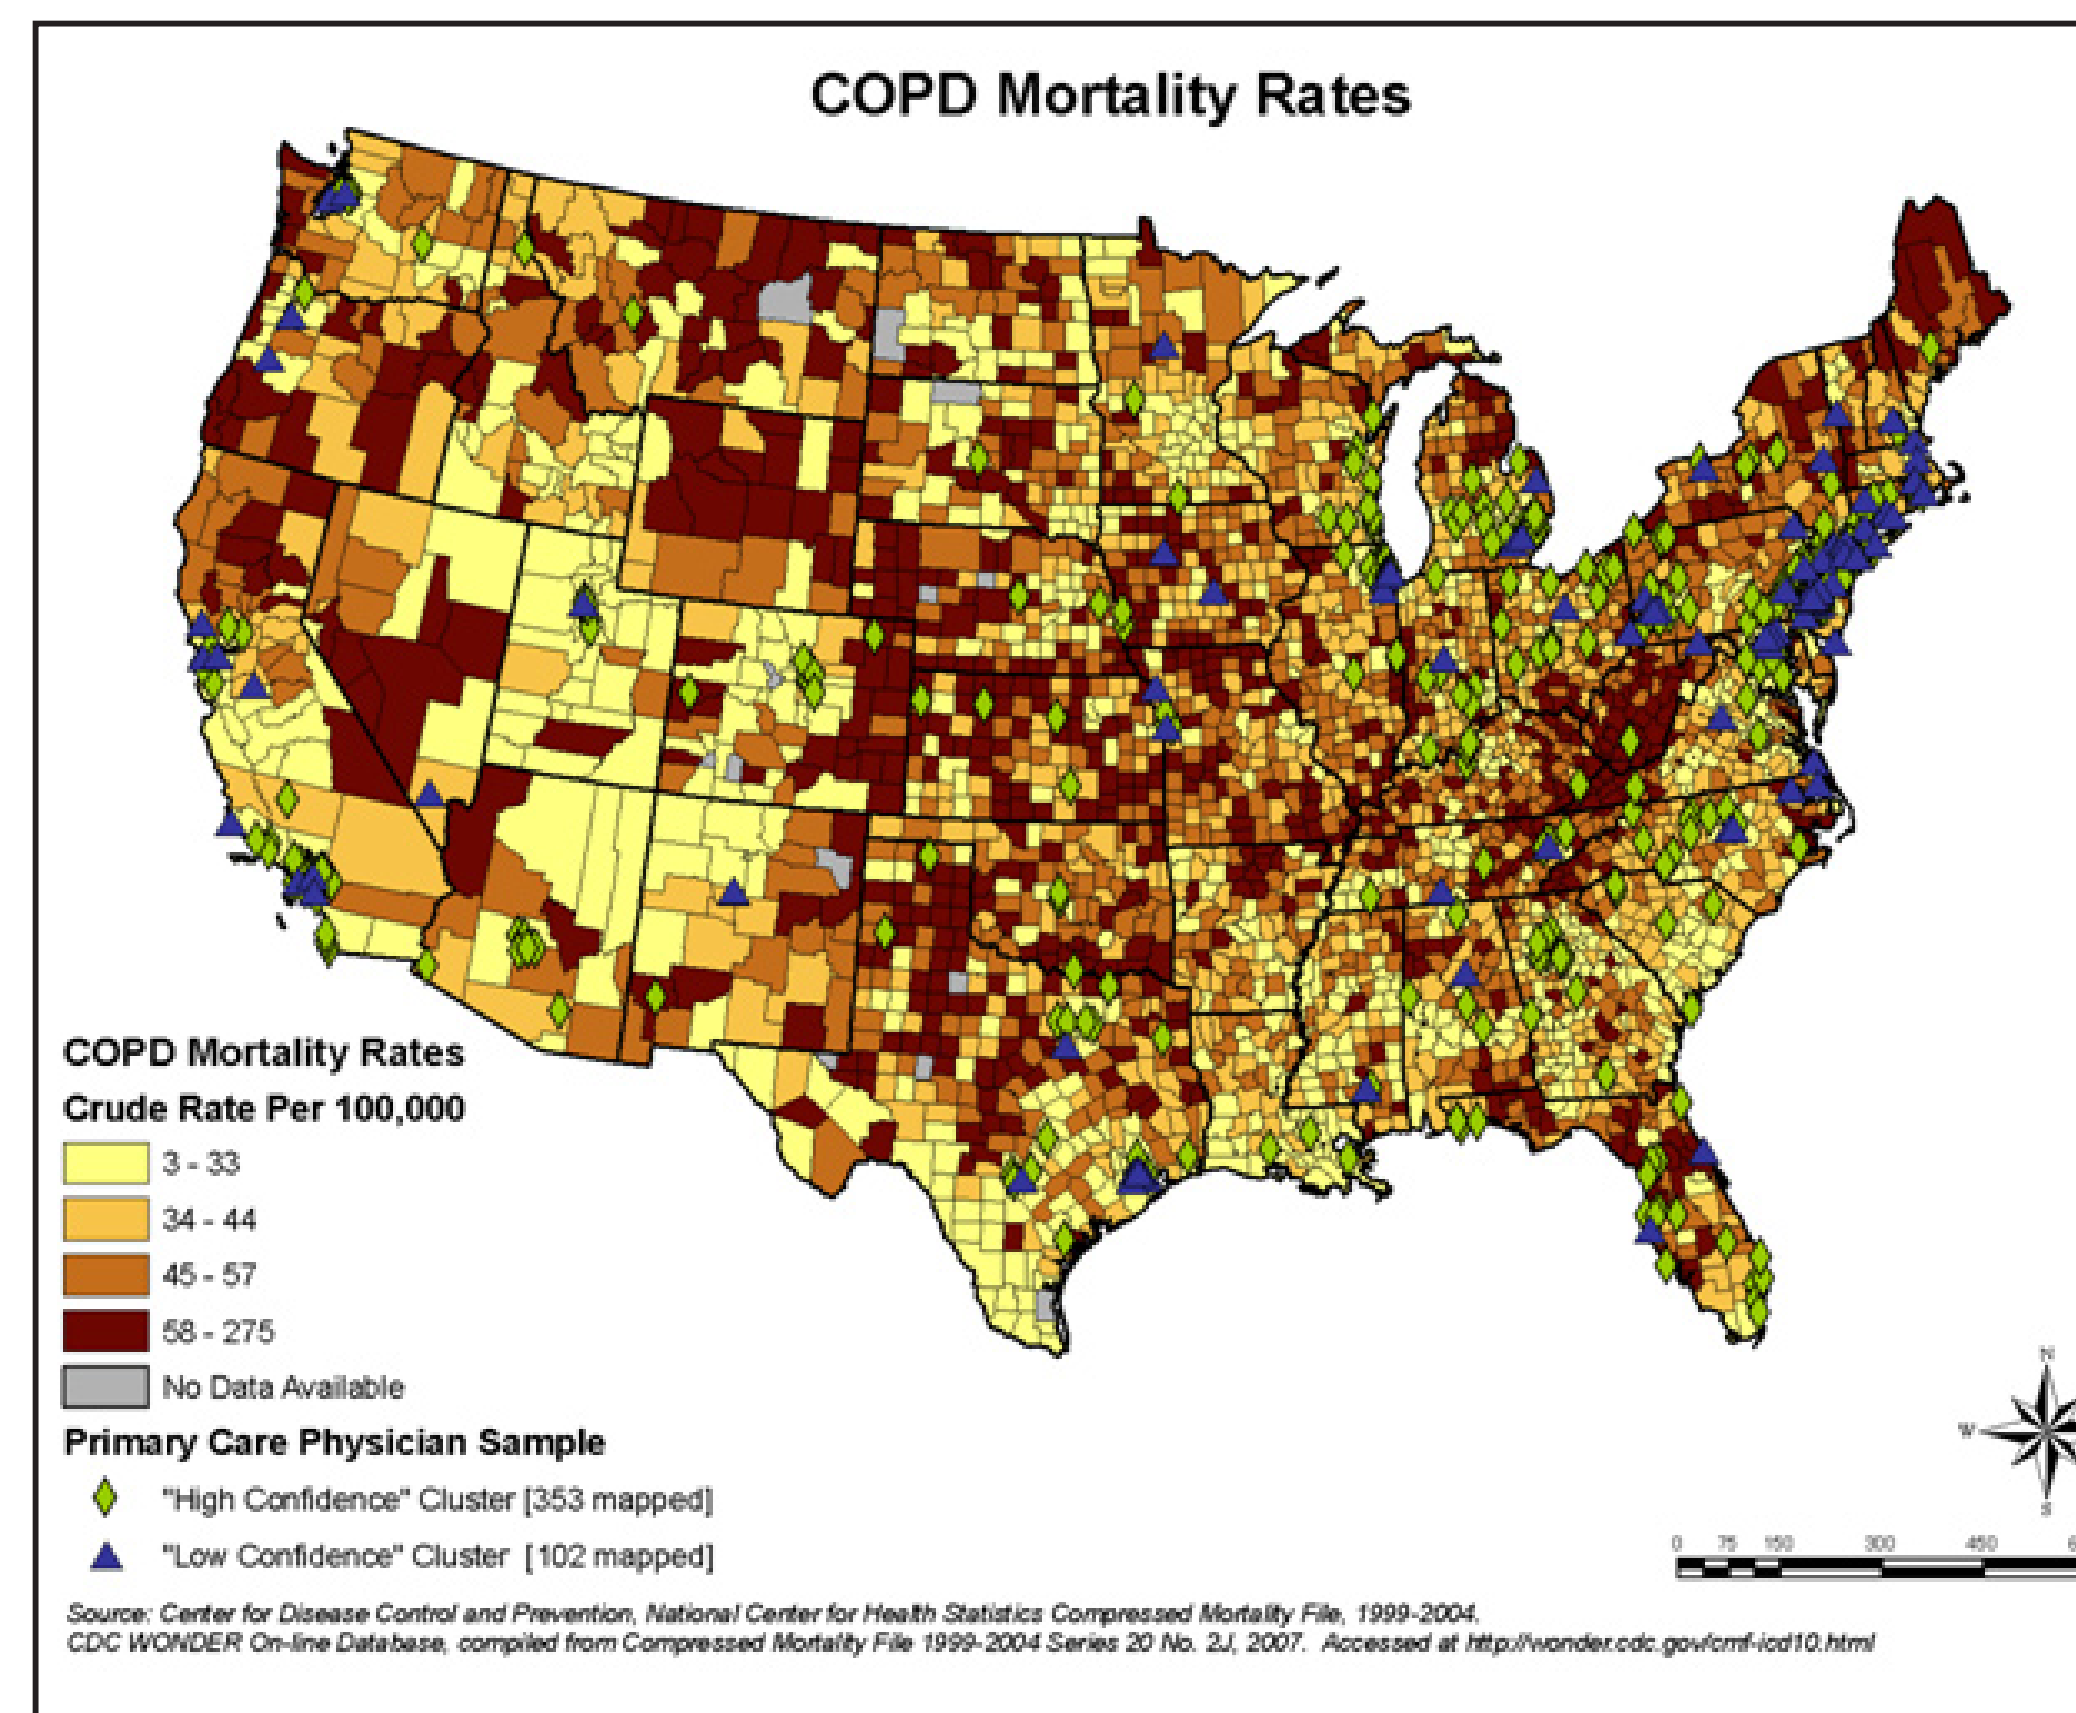 COPD Mortality Rates
COPD Mortality Rates
Crude Rate Per 100,000
3 - 33
34 - 44
45 - 57
58 - 275
No Data Available
Primary Care Physician Sample
"High Confidence" Cluster [353 mapped]
"Low Confidence" Cluster [102 mapped]
N
W
S
0 75 150 300 450
Source: Center for Disease Control and Prevention, National Center for Health Statistics Compressed Mortality File, 1999-2004.
CDC WONDER On-line Database, compiled from Compressed Mortality File 1999-2004 Series 20 No. 2J, 2007. Accessed at http://wonder.cdc.gov/cmf-icd10.html